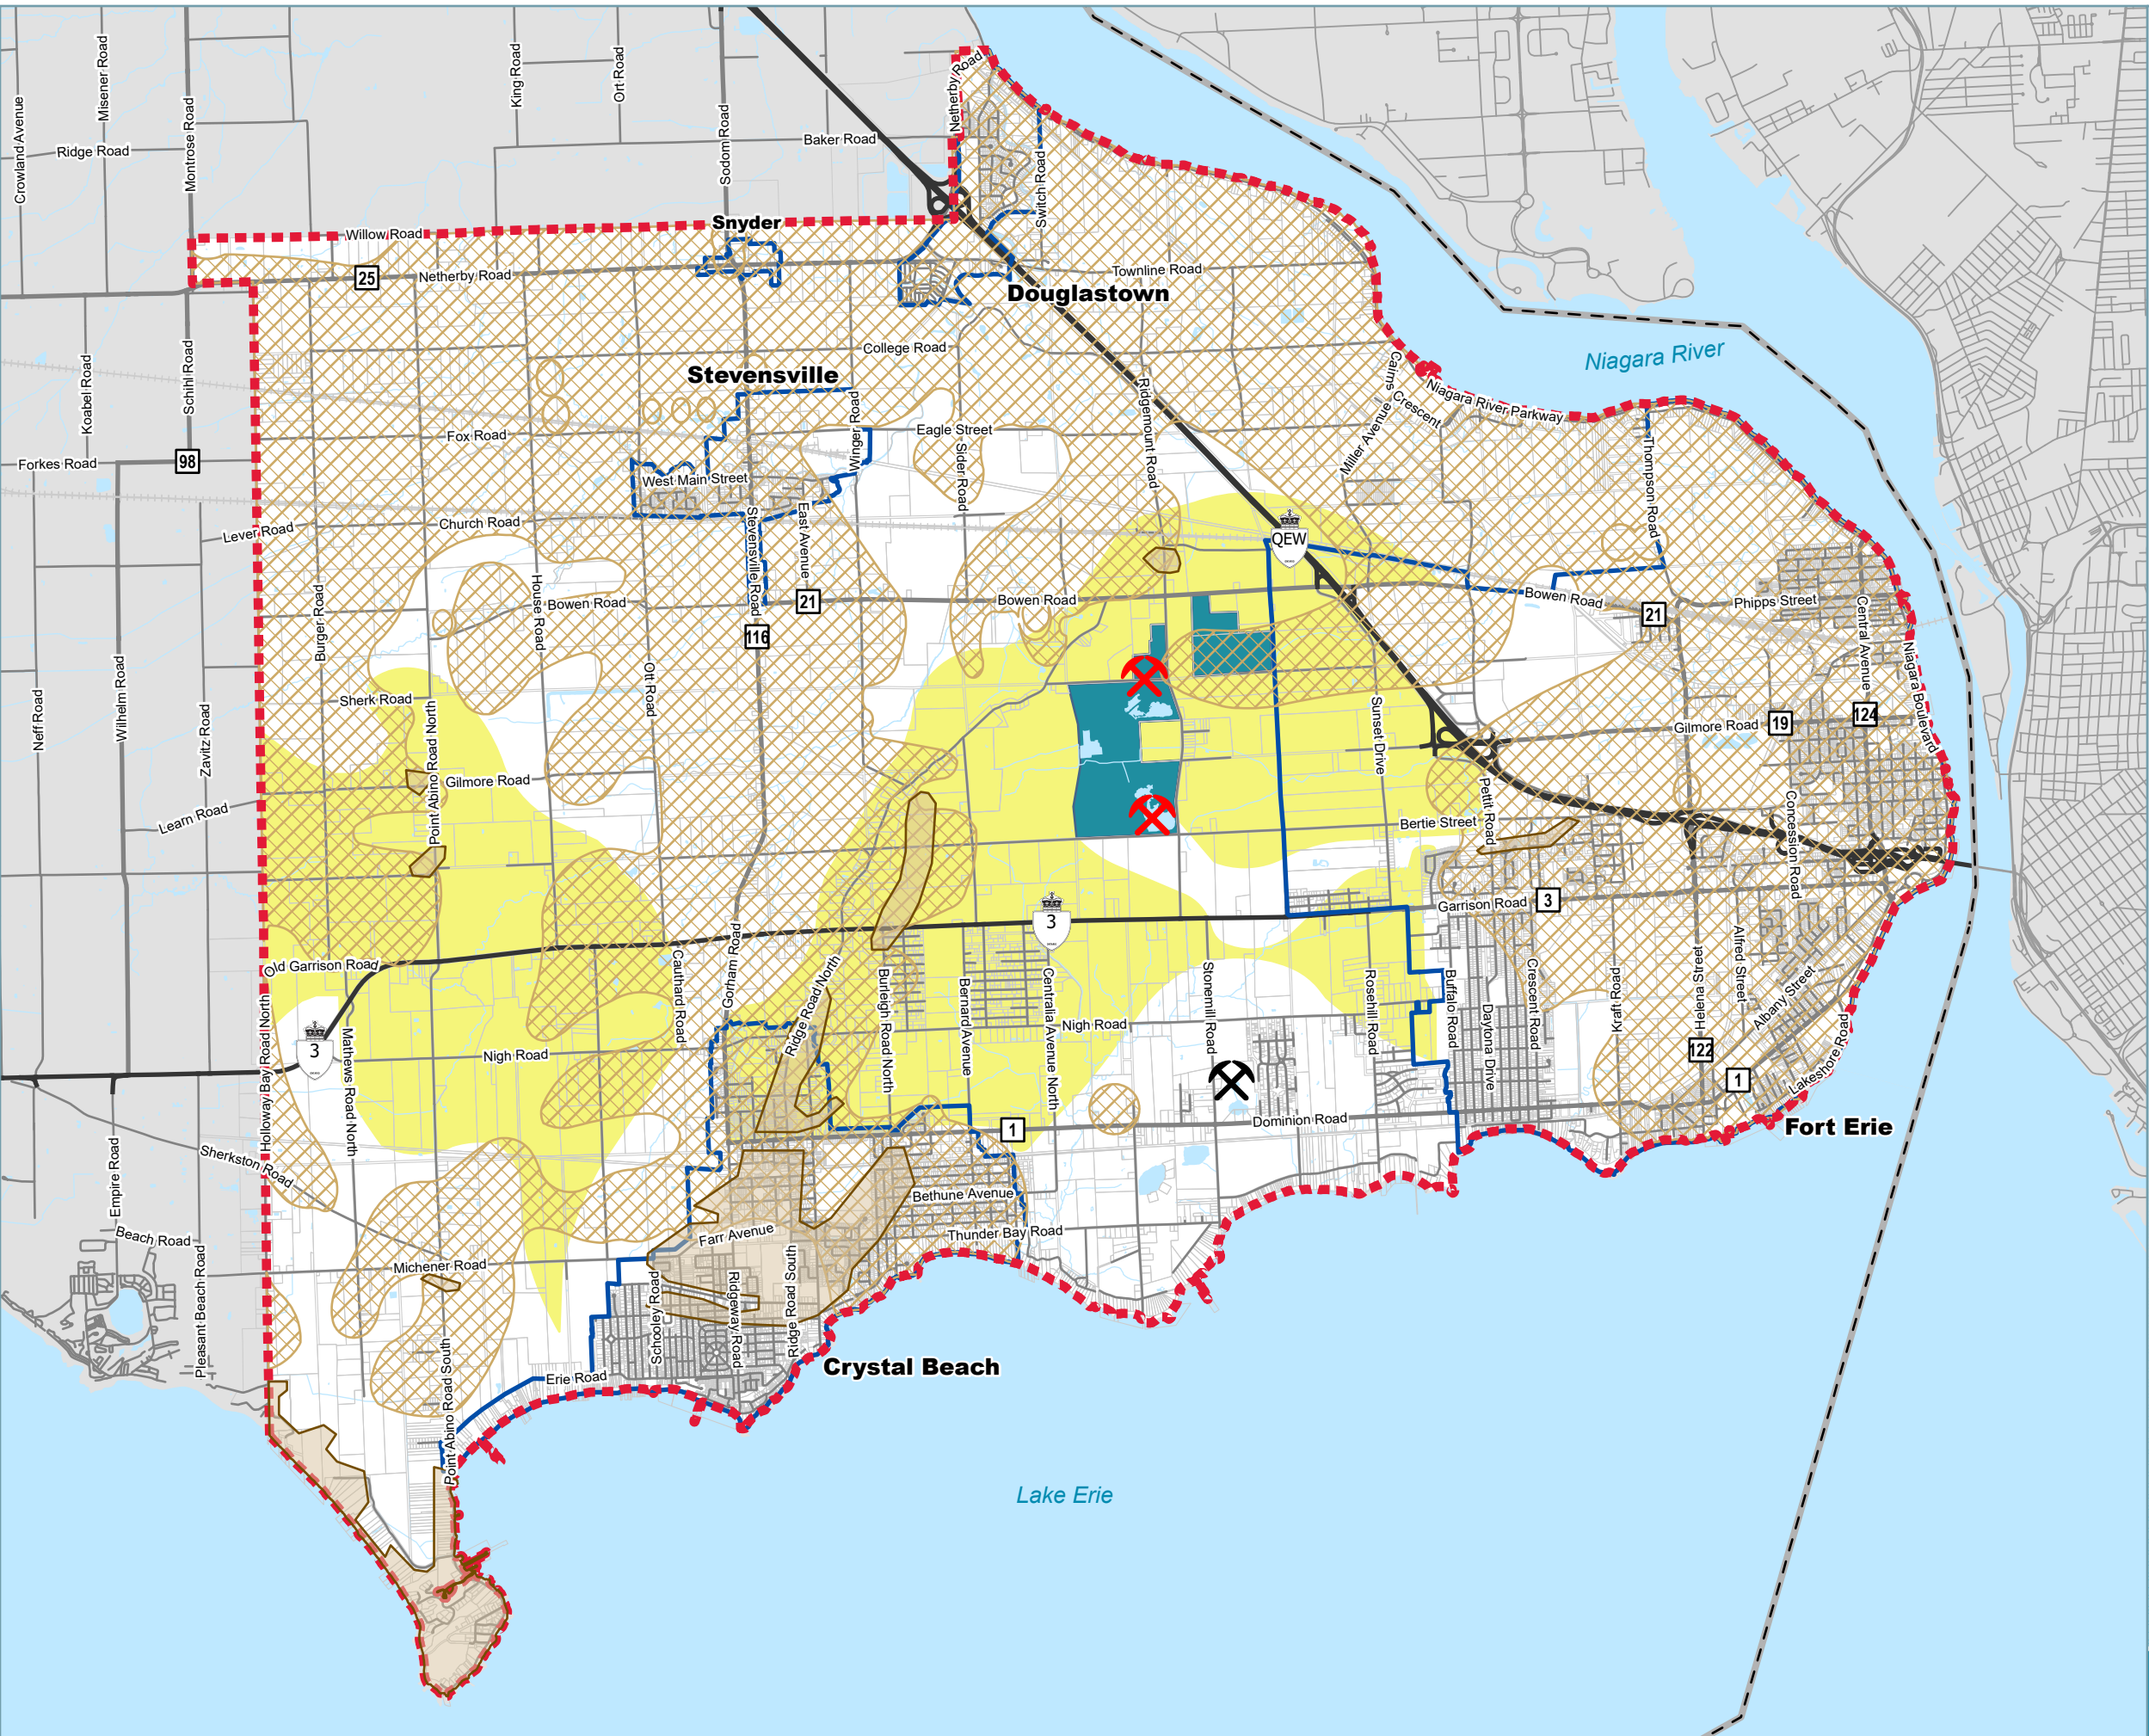 Crowland Avenue
Misener Road
Ridge Road
Montrose Road
King Road
Ort Road
Sodom Road
Baker Road
Netherby Road
Switch Road
Snyder
Willow Road
25
Netherby Road
Townline Road
Douglastown
Niagara River
College Road
Stevensville
Koabel Road
Schihl Road
Cairns Crescent
Niagara River Parkway
Ridgemount Road
Miller Avenue
Thompson Road
Fox Road
Winger Road
Eagle Street
Sider Road
Forkes Road
98
West Main Street
Lever Road
Church Road
Stevensville Road
East Avenue
QEW
Burger Road
House Road
Bowen Road
21
Bowen Road
Bowen Road
21
Phipps Street
Central Avenue
116
Neff Road
Wilhelm Road
Zavitz Road
Sherk Road
Ott Road
Point Abino Road North
Sunset Drive
Gilmore Road
19
124
Niagara Boulevard
Gilmore Road
Learn Road
Pettit Road
Bertie Street
Concession Road
Garrison Road
3
3
Old Garrison Road
Gorham Road
Cauthard Road
Ridge Road North
Burleigh Road North
Bernard Avenue
Centralia Avenue North
Nigh Road
Stonemill Road
Rosehill Road
Buffalo Road
Daytona Drive
Crescent Road
Kraft Road
Helena Street
Alfred Street
Albany Street
Holloway Bay Road North
3
Mathews Road North
Nigh Road
122
1
Lakeshore Road
Dominion Road
1
Fort Erie
Sherkston Road
Empire Road
Beach Road
Pleasant Beach Road
Bethune Avenue
Farr Avenue
Thunder Bay Road
Michener Road
Schooley Road
Ridgeway Road
Ridge Road South
Point Abino Road South
Erie Road
Crystal Beach
Lake Erie